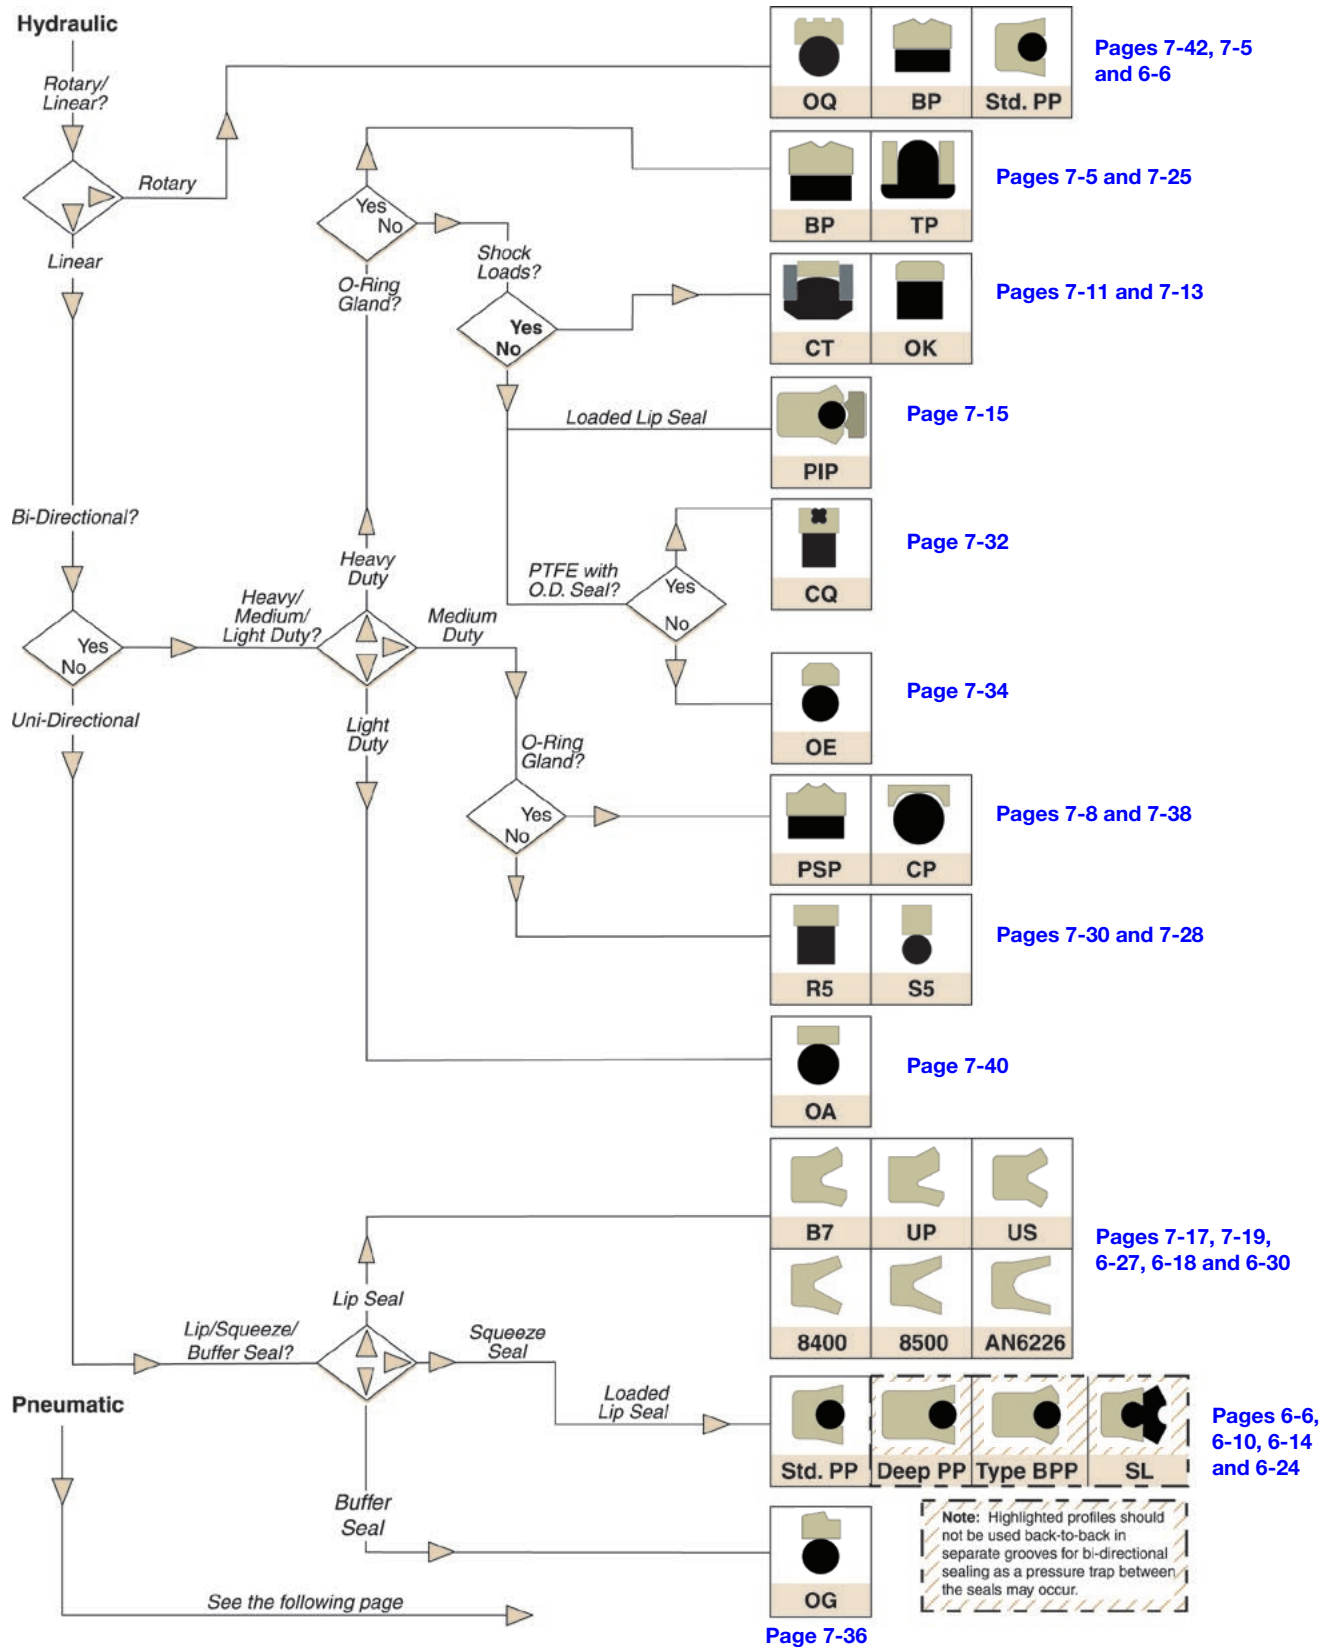 Hydraulic
Rotary/
Linear?
Rotary
Linear
OQ BP Std. PP
Pages 7-42, 7-5
and 6-6
Yes
No
O-Ring
Gland?
BP TP
Pages 7-5 and 7-25
Shock
Loads?
Yes
No
CT OK
Pages 7-11 and 7-13
Loaded Lip Seal
PIP
Page 7-15
PTFE with
O.D. Seal?
Yes
No
CQ
Page 7-32
OE
Page 7-34
Bi-Directional?
Yes
No
Uni-Directional
Heavy/
Medium/
Light Duty?
Heavy
Duty
Medium
Duty
Light
Duty
O-Ring
Gland?
Yes
No
PSP CP
Pages 7-8 and 7-38
R5 S5
Pages 7-30 and 7-28
OA
Page 7-40
B7 UP US
8400 8500 AN6226
Pages 7-17, 7-19,
6-27, 6-18 and 6-30
Lip Seal
Lip/Squeeze/
Buffer Seal?
Squeeze
Seal
Loaded
Lip Seal
Std. PP Deep PP Type BPP SL
Pages 6-6,
6-10, 6-14
and 6-24
Buffer
Seal
OG
Page 7-36
Note: Highlighted profiles should
not be used back-to-back in
separate grooves for bi-directional
sealing as a pressure trap between
the seals may occur.
Pneumatic
See the following page